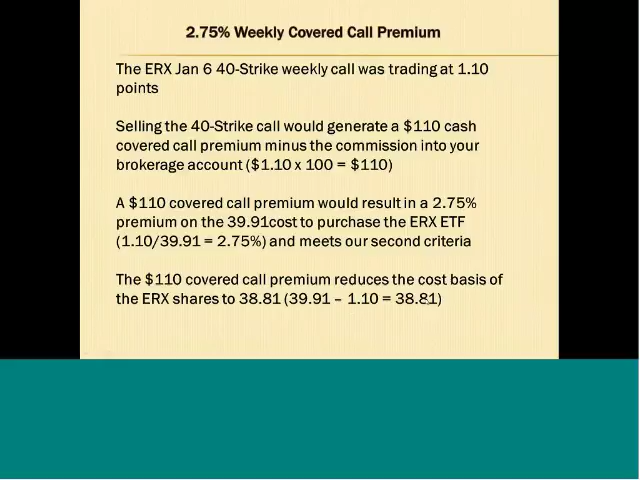 2.75% Weekly Covered Call Premium
The ERX Jan 6 40-Strike weekly call was trading at 1.10
points
Selling the 40-Strike call would generate a $110 cash
covered call premium minus the commission into your
brokerage account ($1.10 x 100 = $110)
A $110 covered call premium would result in a 2.75%
premium on the 39.91cost to purchase the ERX ETF
(1.10/39.91 = 2.75%) and meets our second criteria
The $110 covered call premium reduces the cost basis of
the ERX shares to 38.81 (39.91 – 1.10 = 38.81)